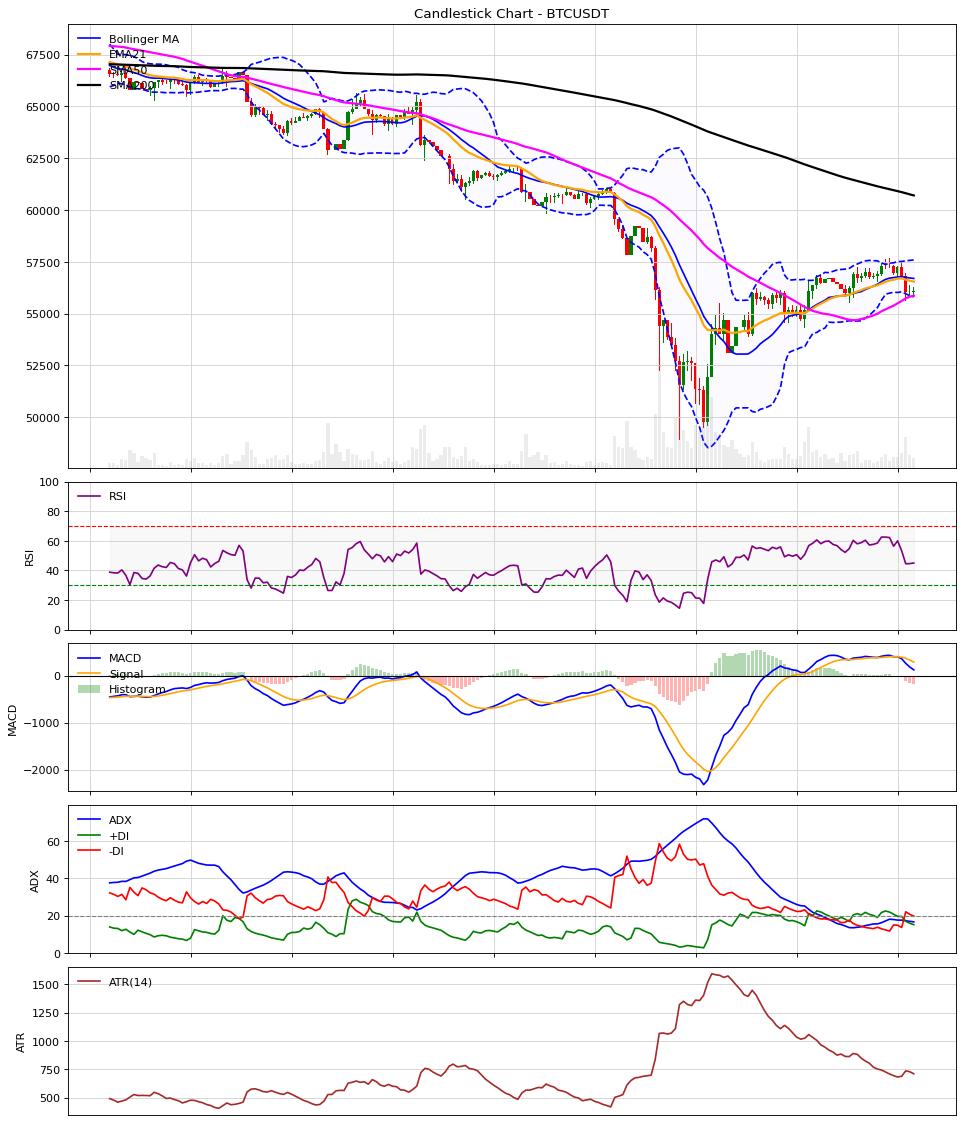 Candlestick Chart - BTCUSDT
Bollinger MA
EMA21
SMA50
SMA200
67500
65000
62500
60000
57500
55000
52500
50000
RSI
100
80
60
40
20
0
RSI
MACD
Signal
Histogram
0
−1000
−2000
MACD
ADX
+DI
-DI
60
40
20
0
ADX
ATR(14)
1500
1250
1000
750
500
ATR